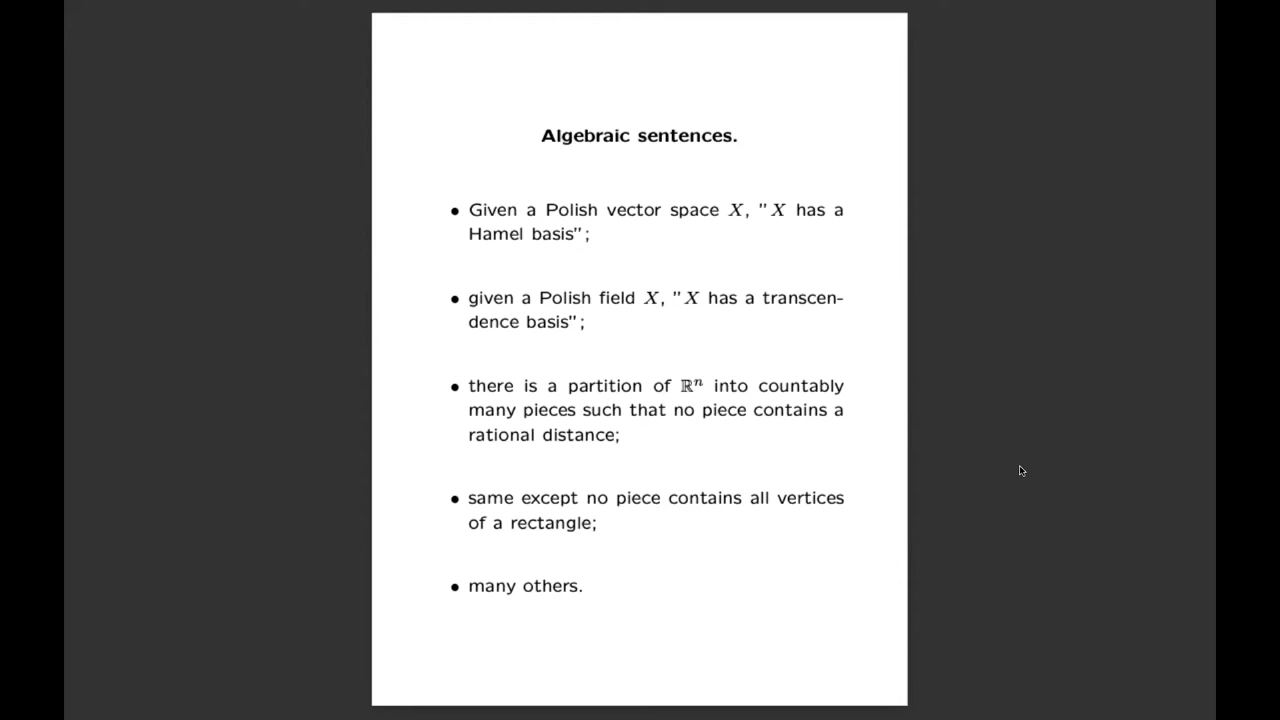 Algebraic sentences.
• Given a Polish vector space X, "X has a
Hamel basis";
• given a Polish field X, "X has a transcen-
dence basis";
• there is a partition of ℝⁿ into countably
many pieces such that no piece contains a
rational distance;
• same except no piece contains all vertices
of a rectangle;
• many others.